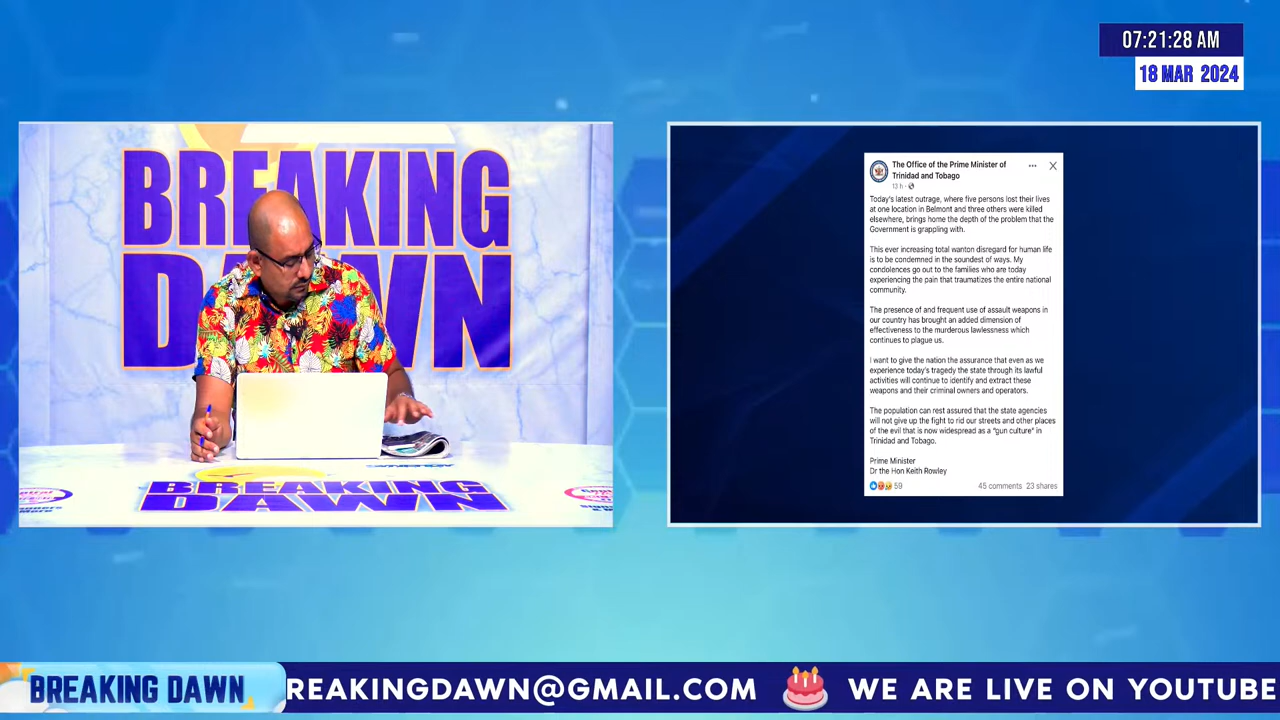 07:21:28 AM
18 MAR 2024
BREAKING
DAWN
BREAKING
DAWN
The Office of the Prime Minister of
Trinidad and Tobago
13 h
Today's latest outrage, where five persons lost their lives
at one location in Belmont and three others were killed
elsewhere, brings home the depth of the problem that the
Government is grappling with.
This ever increasing total wanton disregard for human life
is to be condemned in the soundest of ways. My
condolences go out to the families who are today
experiencing the pain that traumatizes the entire national
community.
The presence of and frequent use of assault weapons in
our country has brought an added dimension of
effectiveness to the murderous lawlessness which
continues to plague us.
I want to give the nation the assurance that even as we
experience today's tragedy the state through its lawful
activities will continue to identify and extract these
weapons and their criminal owners and operators.
The population can rest assured that the state agencies
will not give up the fight to rid our streets and other places
of the evil that is now widespread as a "gun culture" in
Trinidad and Tobago.
Prime Minister
Dr the Hon Keith Rowley
59 45 comments 23 shares
BREAKING DAWN REAKINGDAWN@GMAIL.COM WE ARE LIVE ON YOUTUBE